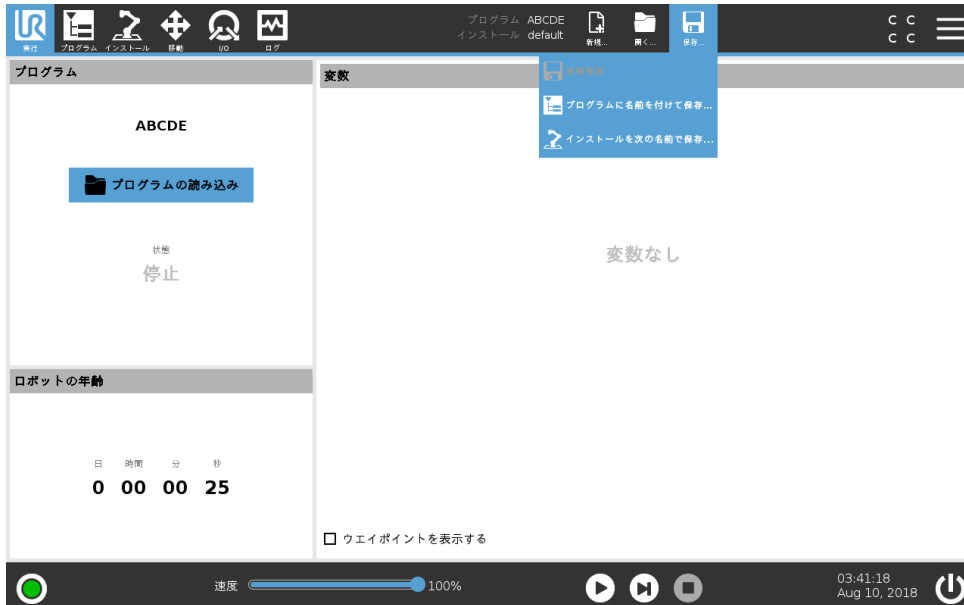 UR
実行
プログラム
インストール
移動
I/O
ログ
プログラム ABCDE
インストール default
新規...
開く...
保存...
C C
C C
プログラム
ABCDE
プログラムの読み込み
状態
停止
ロボットの年齢
日 時間 分 秒
0 00 00 25
変数
全部保存
プログラムに名前を付けて保存...
インストールを次の名前で保存...
変数なし
ウエイポイントを表示する
速度 100%
03:41:18
Aug 10, 2018